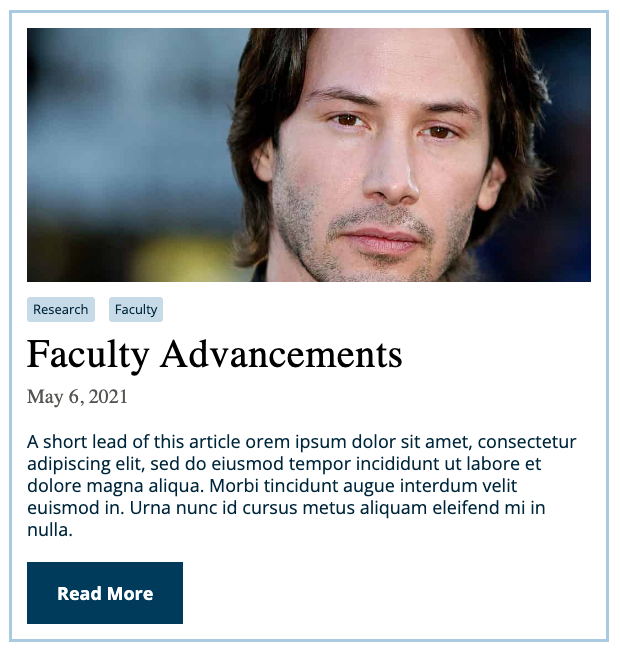 Research Faculty
Faculty Advancements
May 6, 2021
A short lead of this article orem ipsum dolor sit amet, consectetur
adipiscing elit, sed do eiusmod tempor incididunt ut labore et
dolore magna aliqua. Morbi tincidunt augue interdum velit
euismod in. Urna nunc id cursus metus aliquam eleifend mi in
nulla.
Read More